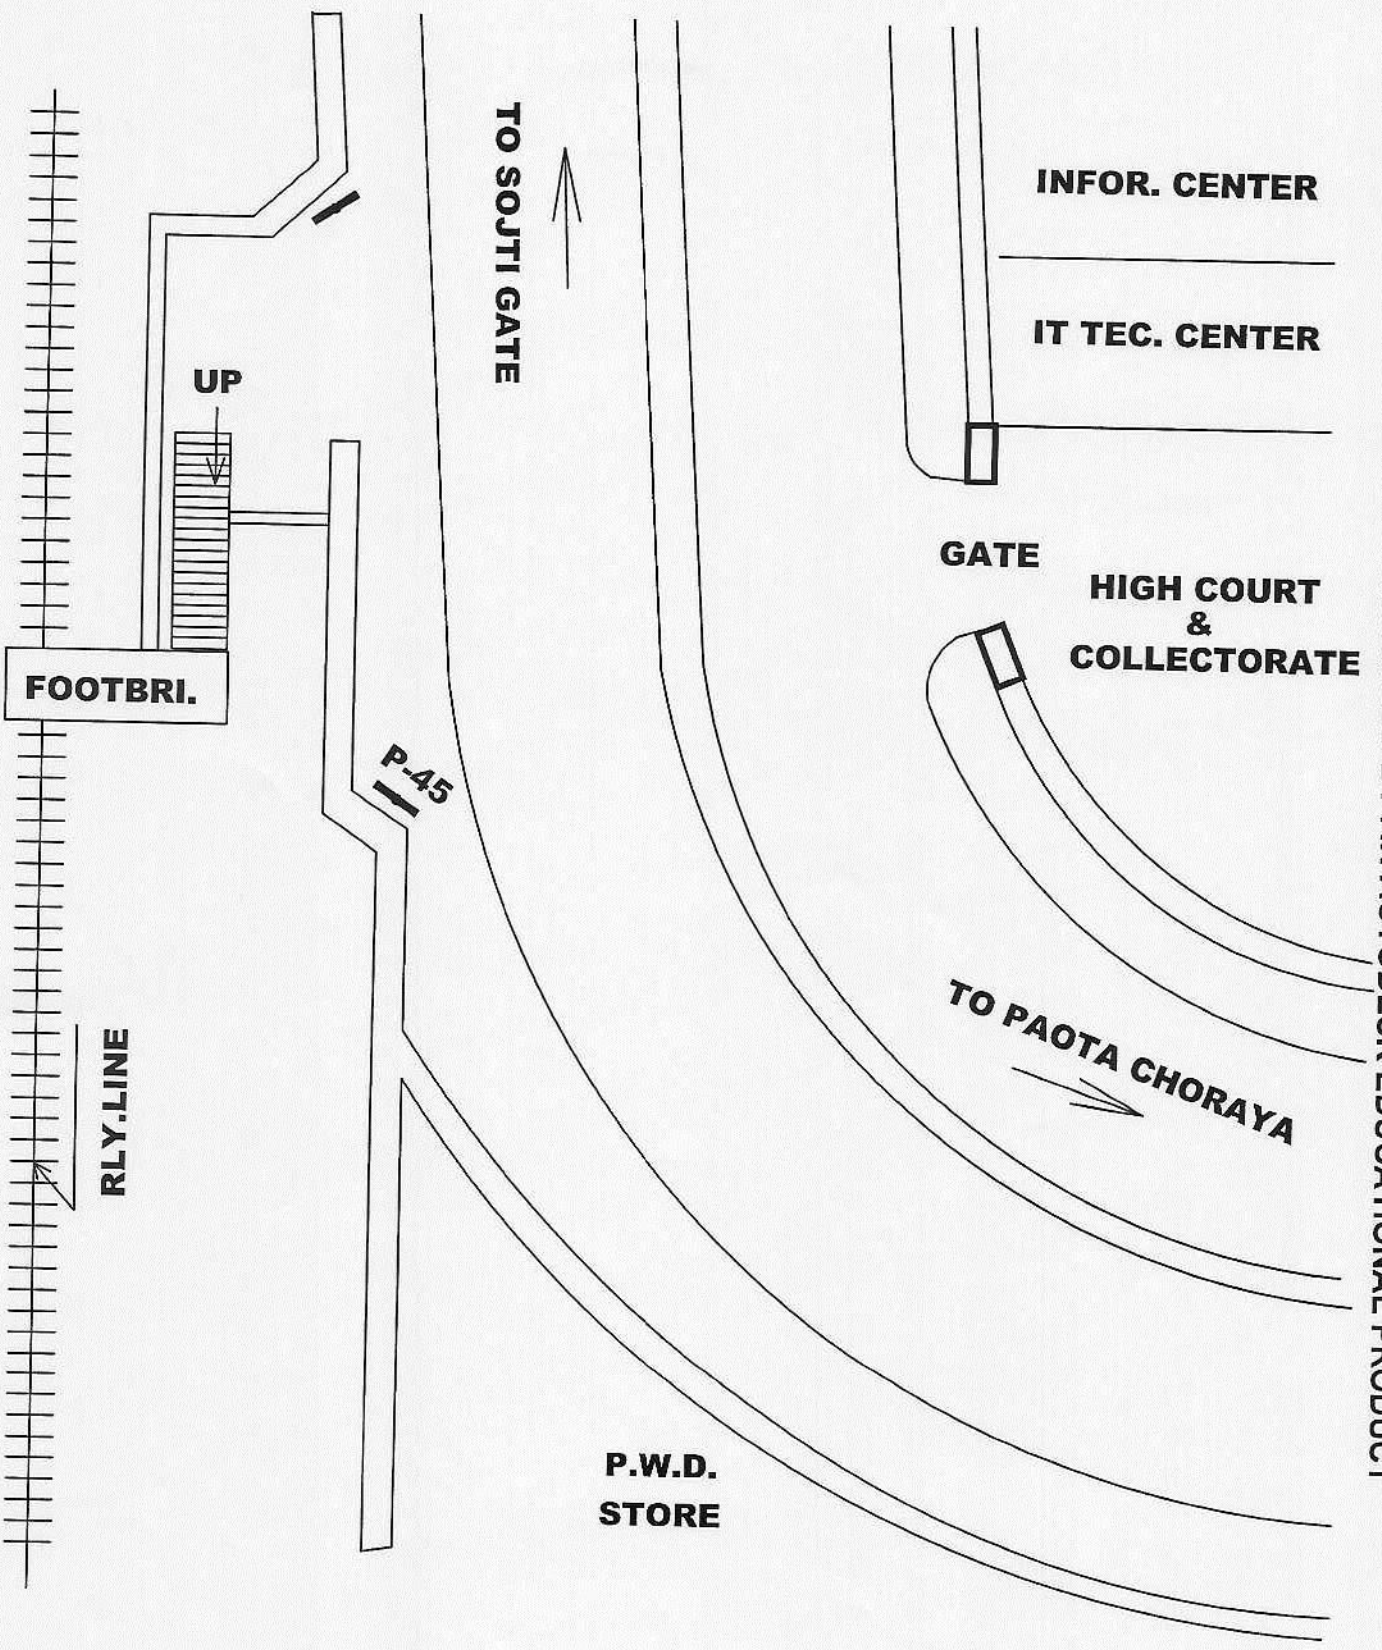 TO SOJTI GATE
INFOR. CENTER
IT TEC. CENTER
UP
GATE
HIGH COURT
&
COLLECTORATE
FOOTBRI.
P-45
TO PAOTA CHORAYA
RLY.LINE
P.W.D.
STORE
PRODUCT